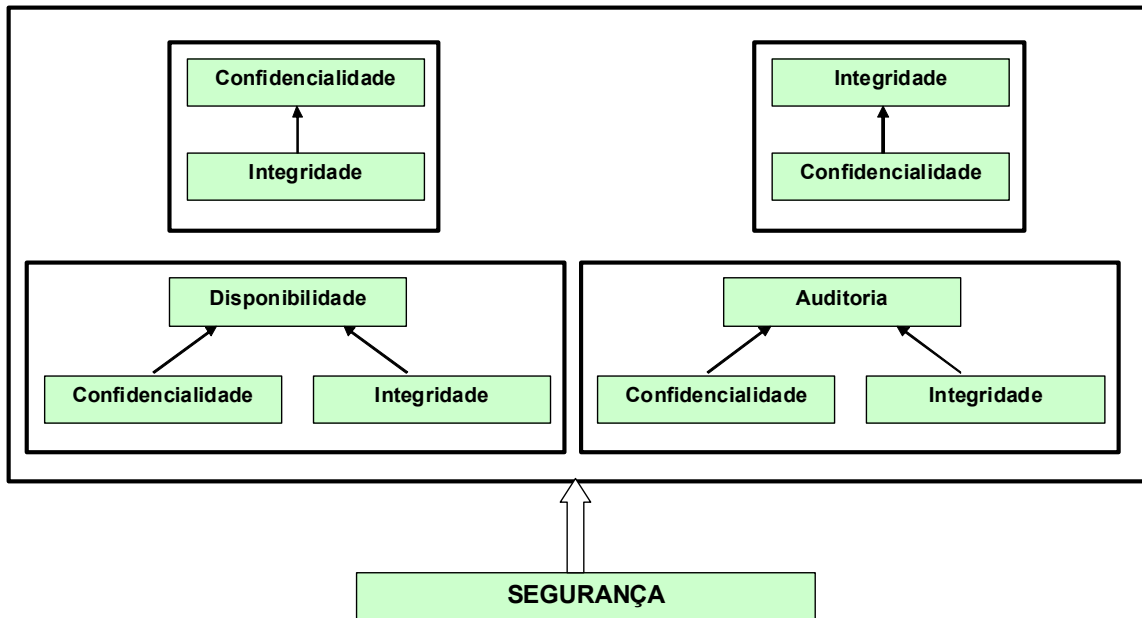 Confidencialidade
Integridade
Integridade
Confidencialidade
Disponibilidade
Confidencialidade
Integridade
Auditoria
Confidencialidade
Integridade
SEGURANÇA